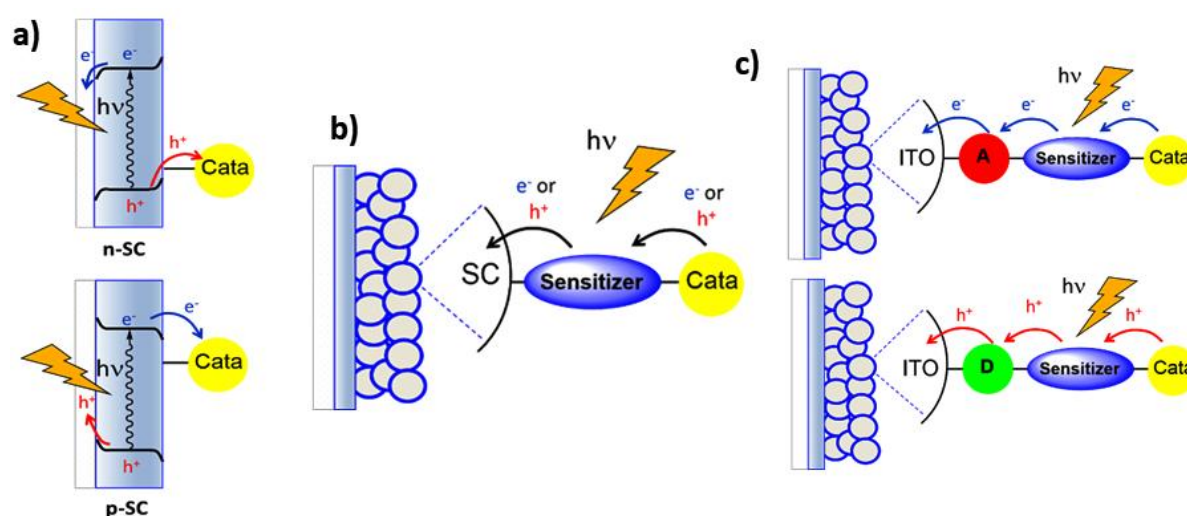 a)
e⁻
e⁻
hν
h⁺
h⁺
Cata
n-SC
e⁻
e⁻
hν
Cata
h⁺
h⁺
p-SC
b)
hν
e⁻ or
h⁺
e⁻ or
h⁺
SC
Sensitizer
Cata
c)
hν
e⁻
e⁻
e⁻
ITO
A
Sensitizer
Cata
hν
h⁺
h⁺
h⁺
ITO
D
Sensitizer
Cata